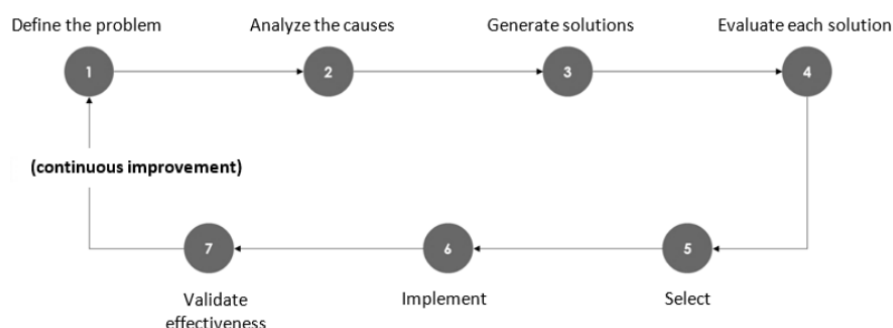 Define the problem
Analyze the causes
Generate solutions
Evaluate each solution
1
2
3
4
(continuous improvement)
7
6
5
Validate
effectiveness
Implement
Select